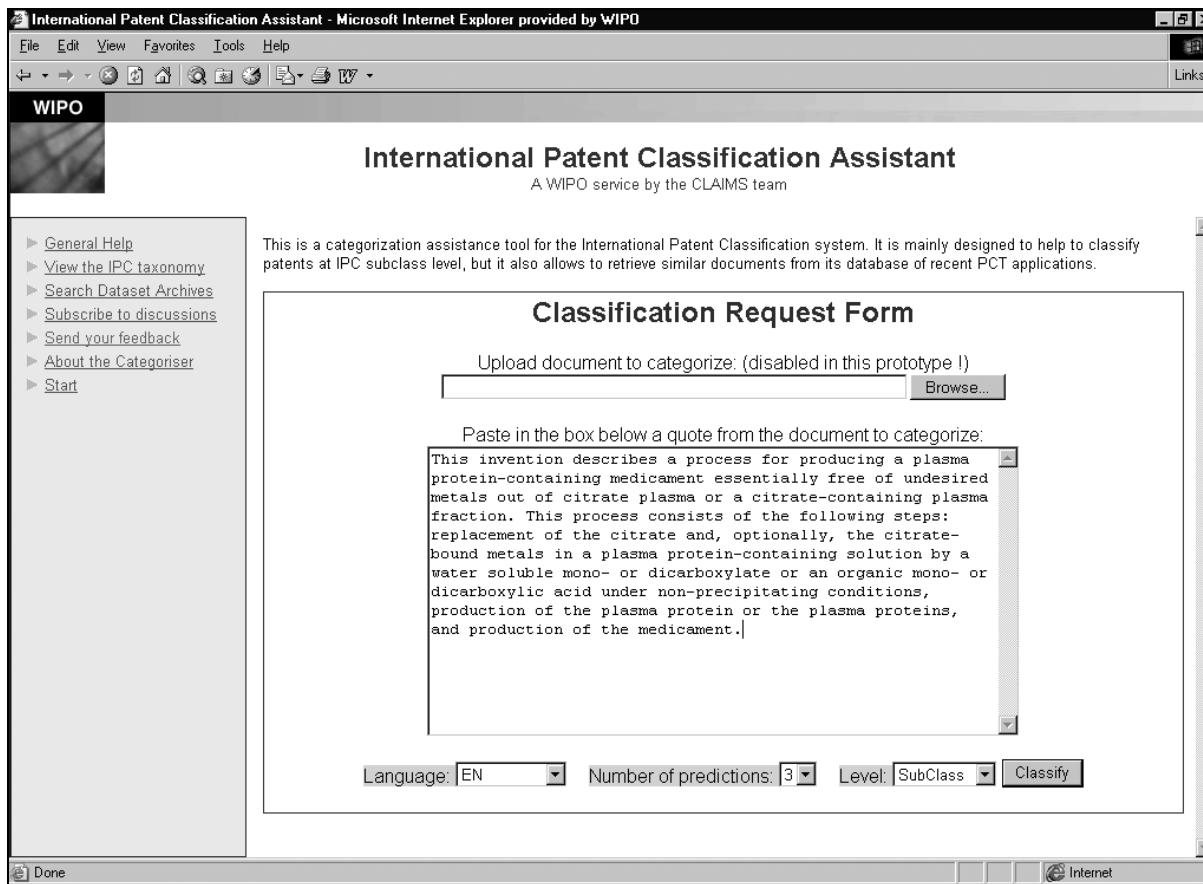 International Patent Classification Assistant - Microsoft Internet Explorer provided by WIPO
File Edit View Favorites Tools Help
Links
WIPO
International Patent Classification Assistant
A WIPO service by the CLAIMS team
General Help
View the IPC taxonomy
Search Dataset Archives
Subscribe to discussions
Send your feedback
About the Categoriser
Start
This is a categorization assistance tool for the International Patent Classification system. It is mainly designed to help to classify
patents at IPC subclass level, but it also allows to retrieve similar documents from its database of recent PCT applications.
Classification Request Form
Upload document to categorize: (disabled in this prototype !)
Browse...
Paste in the box below a quote from the document to categorize:
This invention describes a process for producing a plasma
protein-containing medicament essentially free of undesired
metals out of citrate plasma or a citrate-containing plasma
fraction. This process consists of the following steps:
replacement of the citrate and, optionally, the citrate-
bound metals in a plasma protein-containing solution by a
water soluble mono- or dicarboxylate or an organic mono- or
dicarboxylic acid under non-precipitating conditions,
production of the plasma protein or the plasma proteins,
and production of the medicament.
Language: EN Number of predictions: 3 Level: SubClass Classify
Done Internet